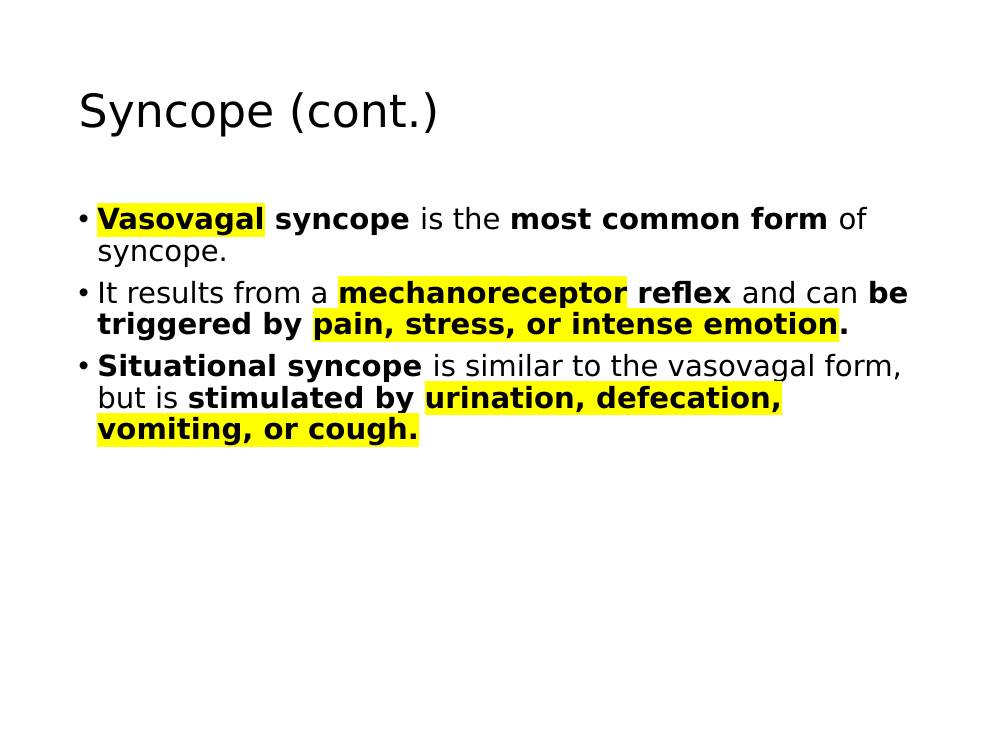 Syncope (cont.)
• Vasovagal syncope is the most common form of
syncope.
• It results from a mechanoreceptor reflex and can be
triggered by pain, stress, or intense emotion.
• Situational syncope is similar to the vasovagal form,
but is stimulated by urination, defecation,
vomiting, or cough.